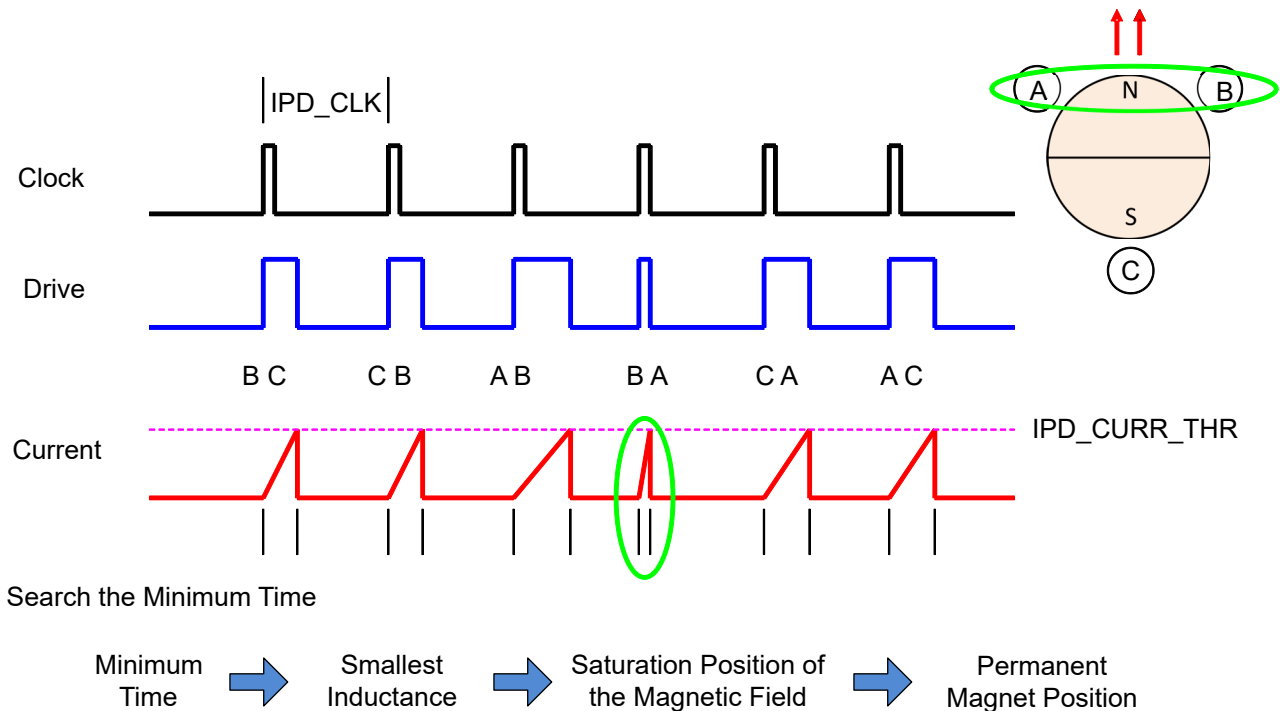 IPD_CLK
A
N
B
Clock
S
C
Drive
B C
C B
A B
B A
C A
A C
IPD_CURR_THR
Current
Search the Minimum Time
Minimum
Time
Smallest
Inductance
Saturation Position of
the Magnetic Field
Permanent
Magnet Position